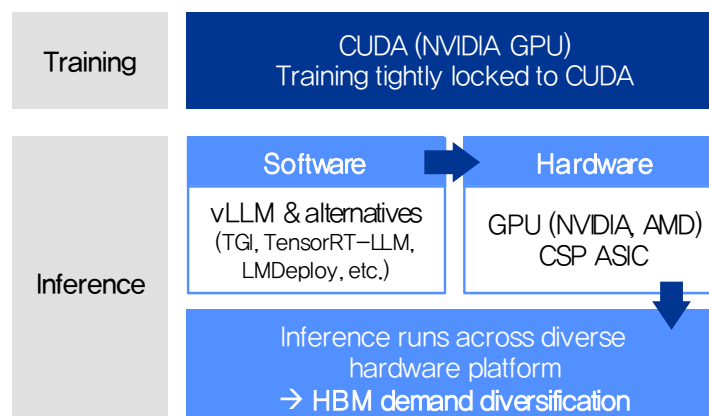 Training
CUDA (NVIDIA GPU)
Training tightly locked to CUDA
Inference
Software
Hardware
vLLM & alternatives
(TGI, TensorRT-LLM,
LMDeploy, etc.)
GPU (NVIDIA, AMD)
CSP ASIC
Inference runs across diverse
hardware platform
→ HBM demand diversification